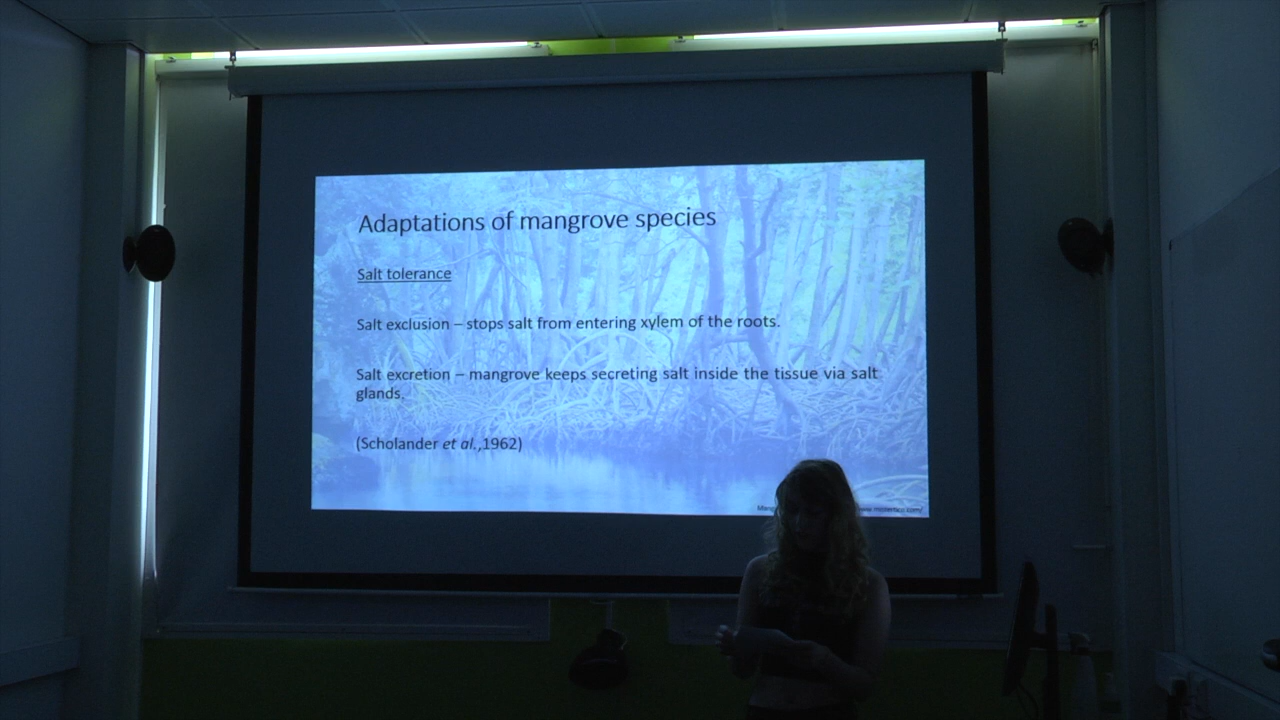 Adaptations of mangrove species
Salt tolerance
Salt exclusion – stops salt from entering xylem of the roots.
Salt excretion – mangrove keeps secreting salt inside the tissue via salt
glands.
(Scholander et al.,1962)